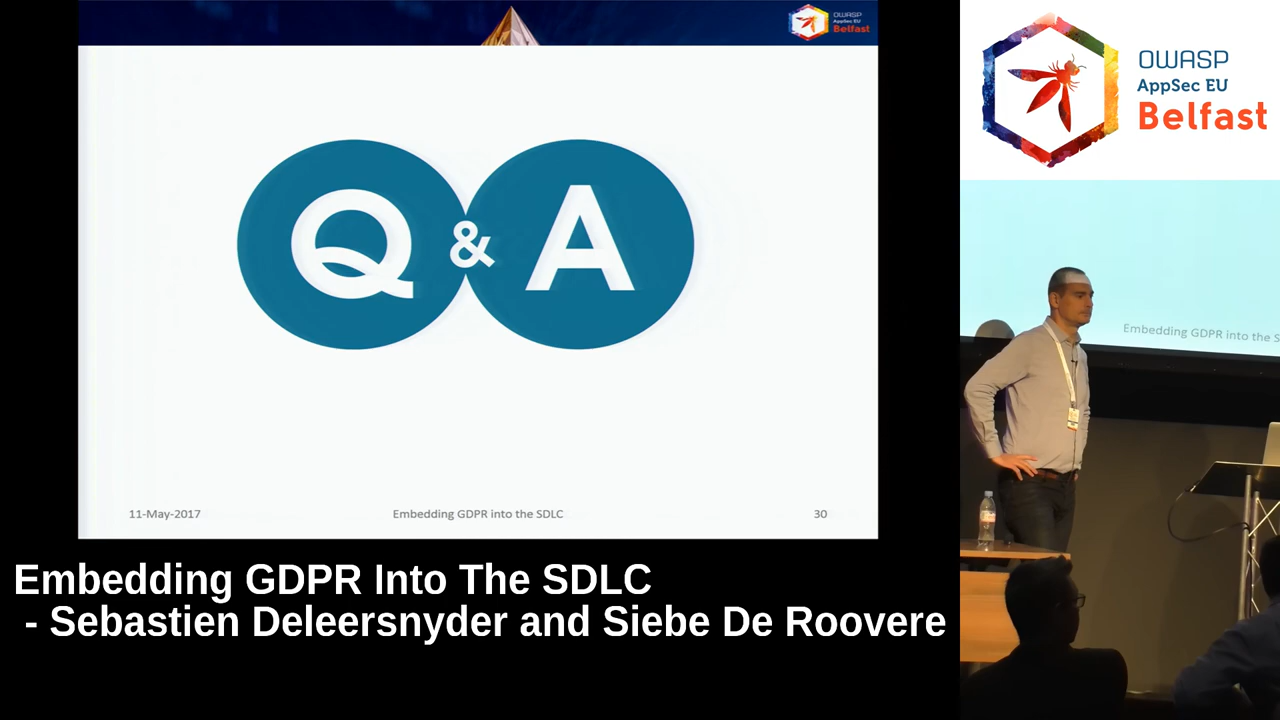 OWASP
AppSec EU
Belfast
Q & A
11-May-2017
Embedding GDPR into the SDLC
30
OWASP
AppSec EU
Belfast
Embedding GDPR into the S
Embedding GDPR Into The SDLC
- Sebastien Deleersnyder and Siebe De Roovere